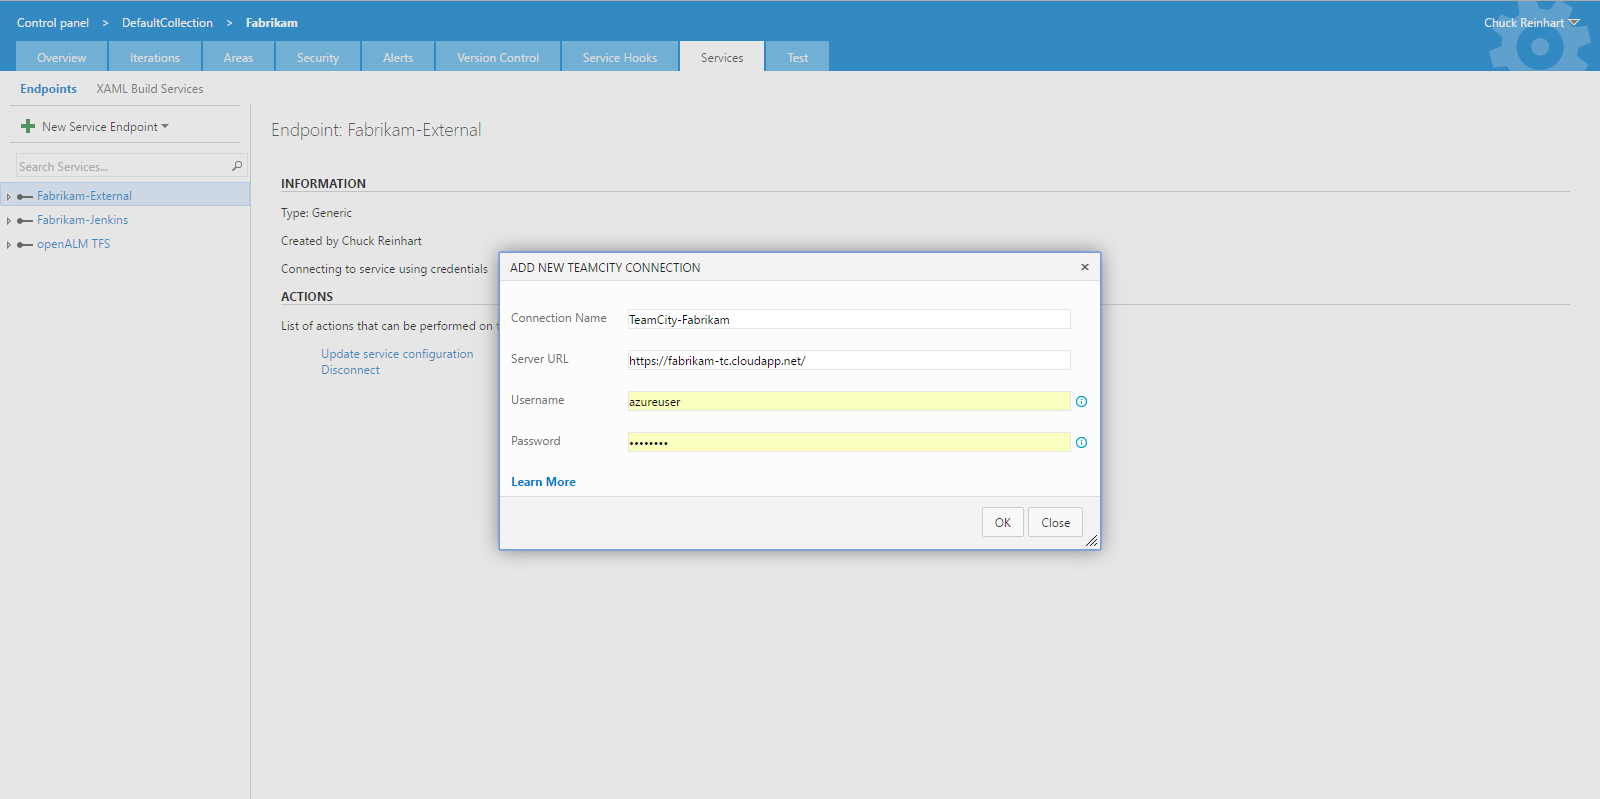 Control panel > DefaultCollection > Fabrikam
Chuck Reinhart
Overview Iterations Areas Security Alerts Version Control Service Hooks Services Test
Endpoints XAML Build Services
New Service Endpoint
Search Services...
Fabrikam-External
Fabrikam-Jenkins
openALM TFS
Endpoint: Fabrikam-External
INFORMATION
Type: Generic
Created by Chuck Reinhart
Connecting to service using credentials
ACTIONS
List of actions that can be performed on
Update service configuration
Disconnect
ADD NEW TEAMCITY CONNECTION
Connection Name TeamCity-Fabrikam
Server URL https://fabrikam-tc.cloudapp.net/
Username azureuser
Password ••••••••
Learn More
OK Close